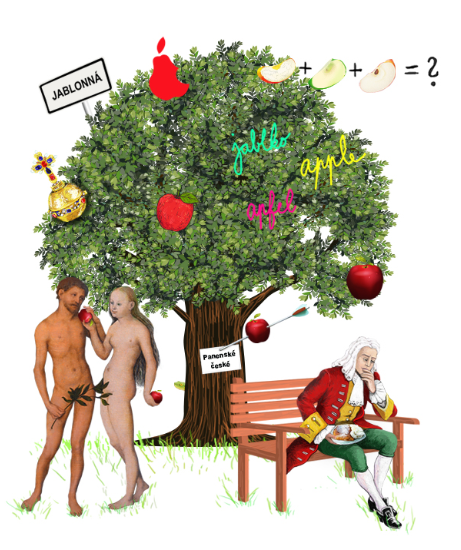 JABLONNÁ
+ + = ?
jablko
apple
apfel
Panenské
české